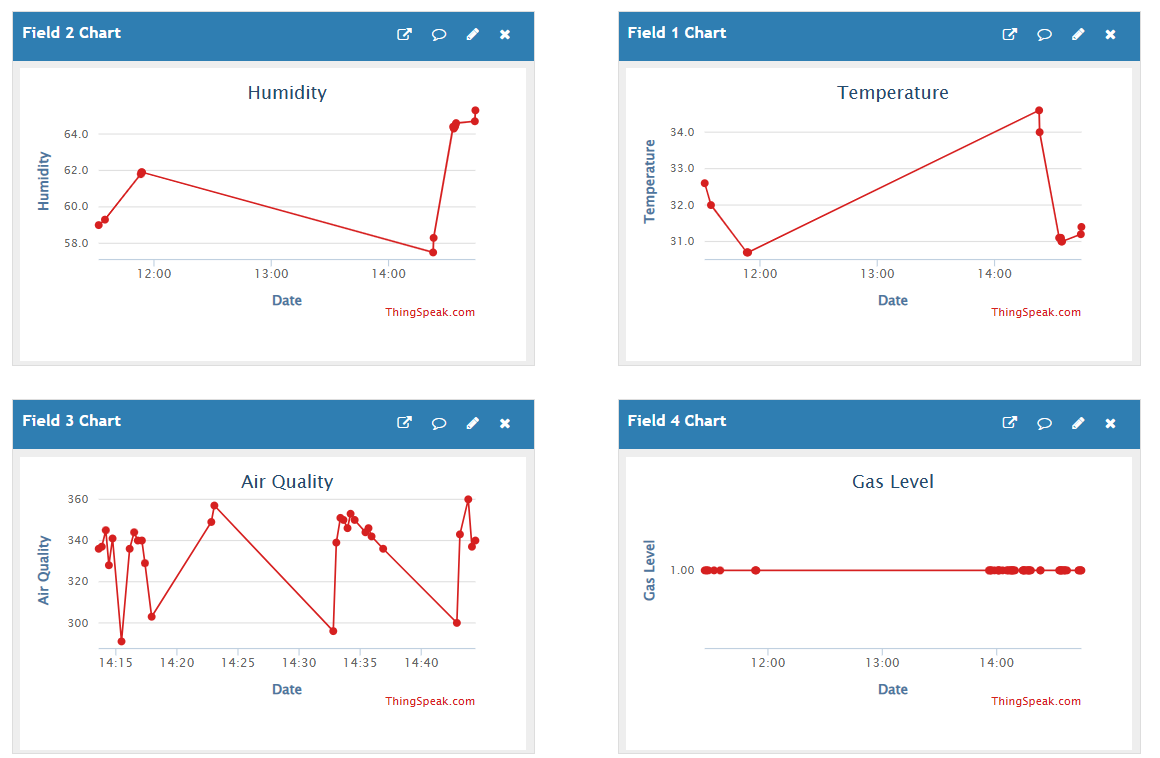 Field 2 Chart
Humidity
Humidity
64.0
62.0
60.0
58.0
12:00 13:00 14:00
Date
ThingSpeak.com
Field 1 Chart
Temperature
Temperature
34.0
33.0
32.0
31.0
12:00 13:00 14:00
Date
ThingSpeak.com
Field 3 Chart
Air Quality
Air Quality
360
340
320
300
14:15 14:20 14:25 14:30 14:35 14:40
Date
ThingSpeak.com
Field 4 Chart
Gas Level
Gas Level
1.00
12:00 13:00 14:00
Date
ThingSpeak.com